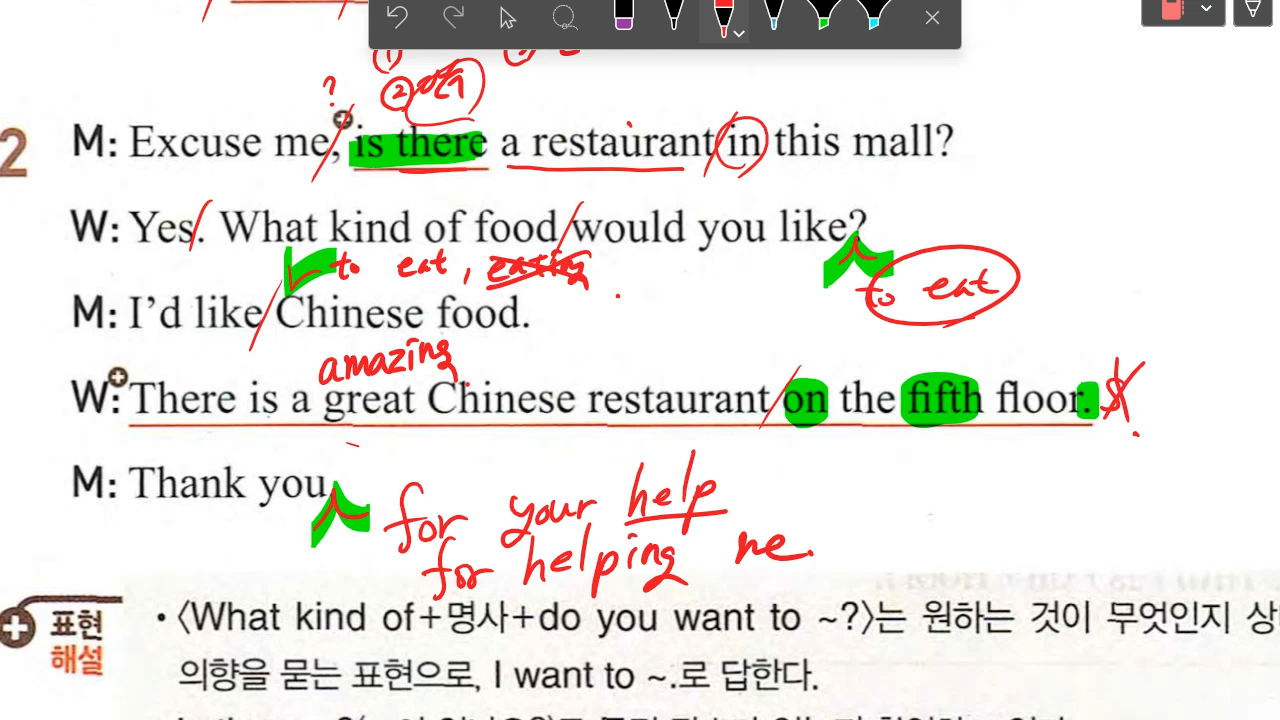 ?
①
②
2
M: Excuse me, is there a restaurant in this mall?
W: Yes. What kind of food would you like?
to eat, eating
to eat
M: I'd like Chinese food.
amazing
W: There is a great Chinese restaurant on the fifth floor.
M: Thank you.
for your help
for helping me.
표현
해설
• 〈What kind of+명사+do you want to ~?〉는 원하는 것이 무엇인지 상
의향을 묻는 표현으로, I want to ~.로 답한다.